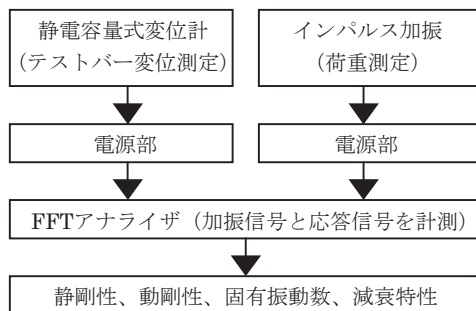 静電容量式変位計
（テストバー変位測定）
インパルス加振
（荷重測定）
電源部
電源部
FFTアナライザ（加振信号と応答信号を計測）
静剛性、動剛性、固有振動数、減衰特性